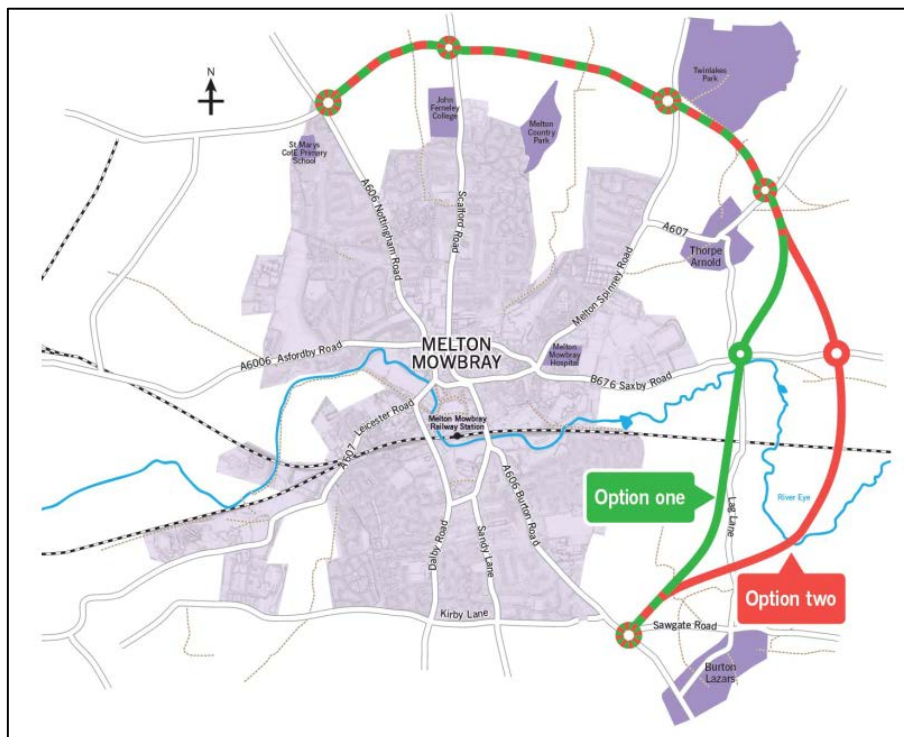 N
Twinlakes
Park
John
Ferneley
College
Melton
Country
Park
St Marys
CofE Primary
School
A606 Nottingham Road
Scalford Road
A607
Thorpe
Arnold
Melton Spinney Road
MELTON
MOWBRAY
A6006 Asfordby Road
Melton
Mowbray
Hospital
B676 Saxby Road
Leicester Road
A607
Melton Mowbray
Railway Station
A606 Burton Road
Option one
Lag Lane
River Eye
Dalby Road
Sandy Lane
Option two
Kirby Lane
Sawgate Road
Burton
Lazars